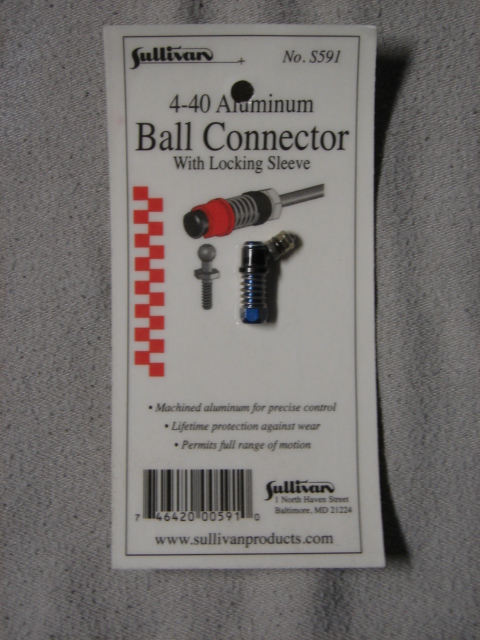 Sullivan
No. S591
4-40 Aluminum
Ball Connector
With Locking Sleeve
• Machined aluminum for precise control
• Lifetime protection against wear
• Permits full range of motion
Sullivan
1 North Haven Street
Baltimore, MD 21224
7 46420 00591 0
www.sullivanproducts.com